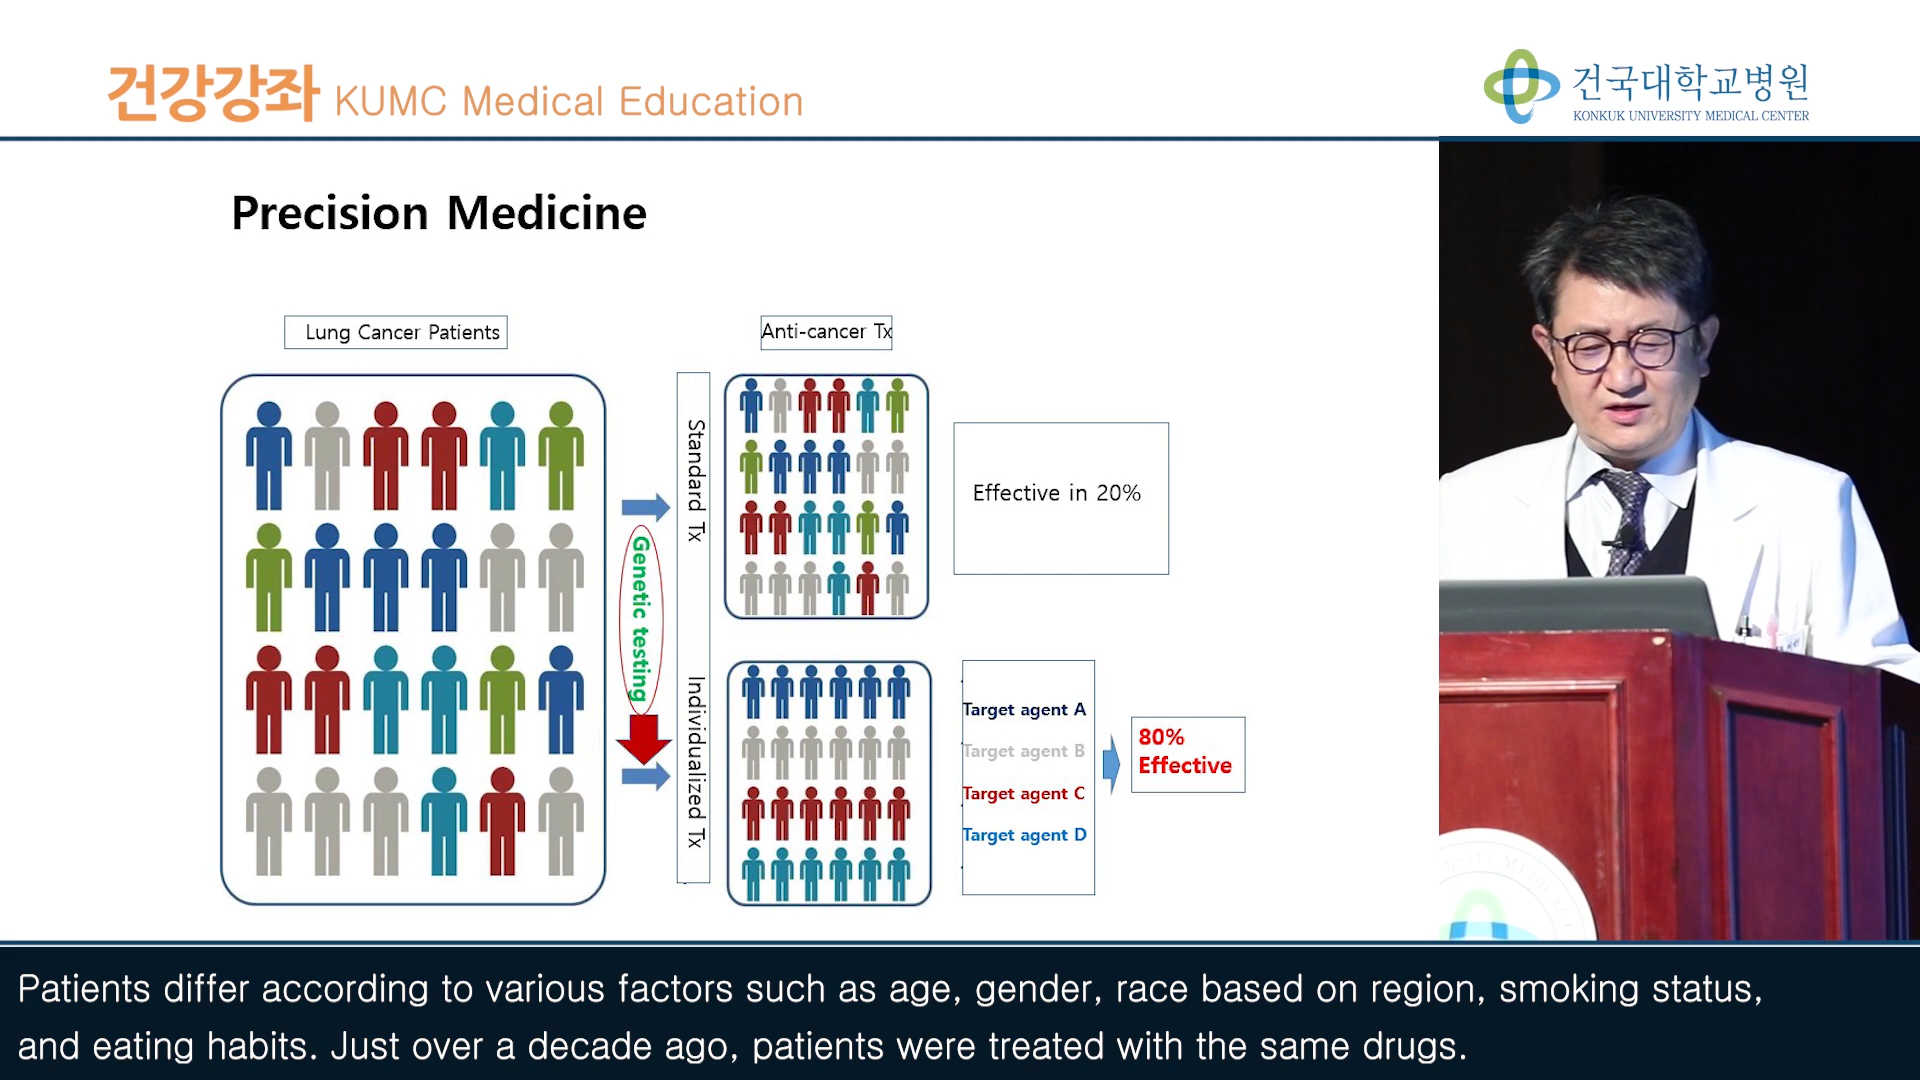 건강강좌 KUMC Medical Education
건국대학교병원
KONKUK UNIVERSITY MEDICAL CENTER
Precision Medicine
Lung Cancer Patients
Anti-cancer Tx
Standard Tx
Effective in 20%
Genetic testing
Individualized Tx
Target agent A
Target agent B
Target agent C
Target agent D
80%
Effective
Patients differ according to various factors such as age, gender, race based on region, smoking status,
and eating habits. Just over a decade ago, patients were treated with the same drugs.